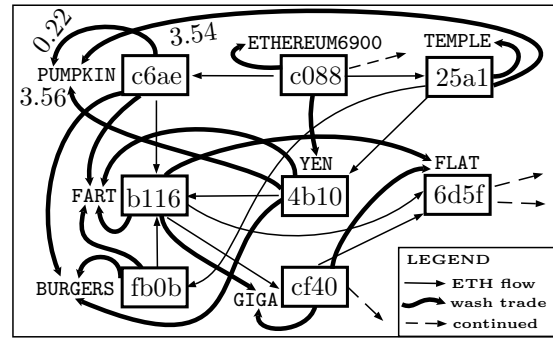 0.22
3.54
ETHEREUM6900
TEMPLE
PUMPKIN
c6ae
c088
25a1
3.56
YEN
FLAT
FART
b116
4b10
6d5f
BURGERS
fb0b
GIGA
cf40
LEGEND
ETH flow
wash trade
continued